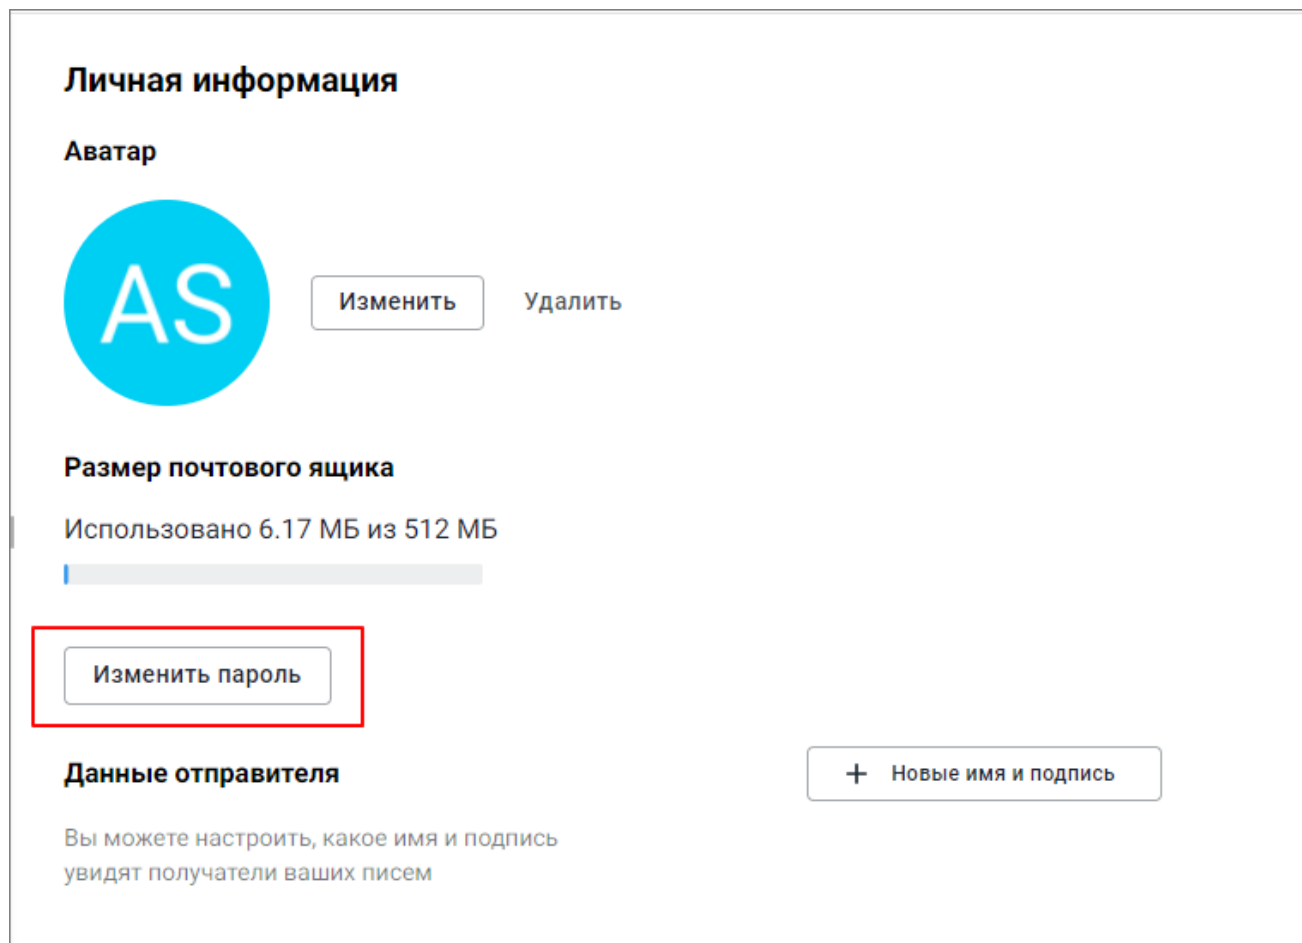 Личная информация
Аватар
AS
Изменить Удалить
Размер почтового ящика
Использовано 6.17 МБ из 512 МБ
Изменить пароль
Данные отправителя
+ Новые имя и подпись
Вы можете настроить, какое имя и подпись
увидят получатели ваших писем